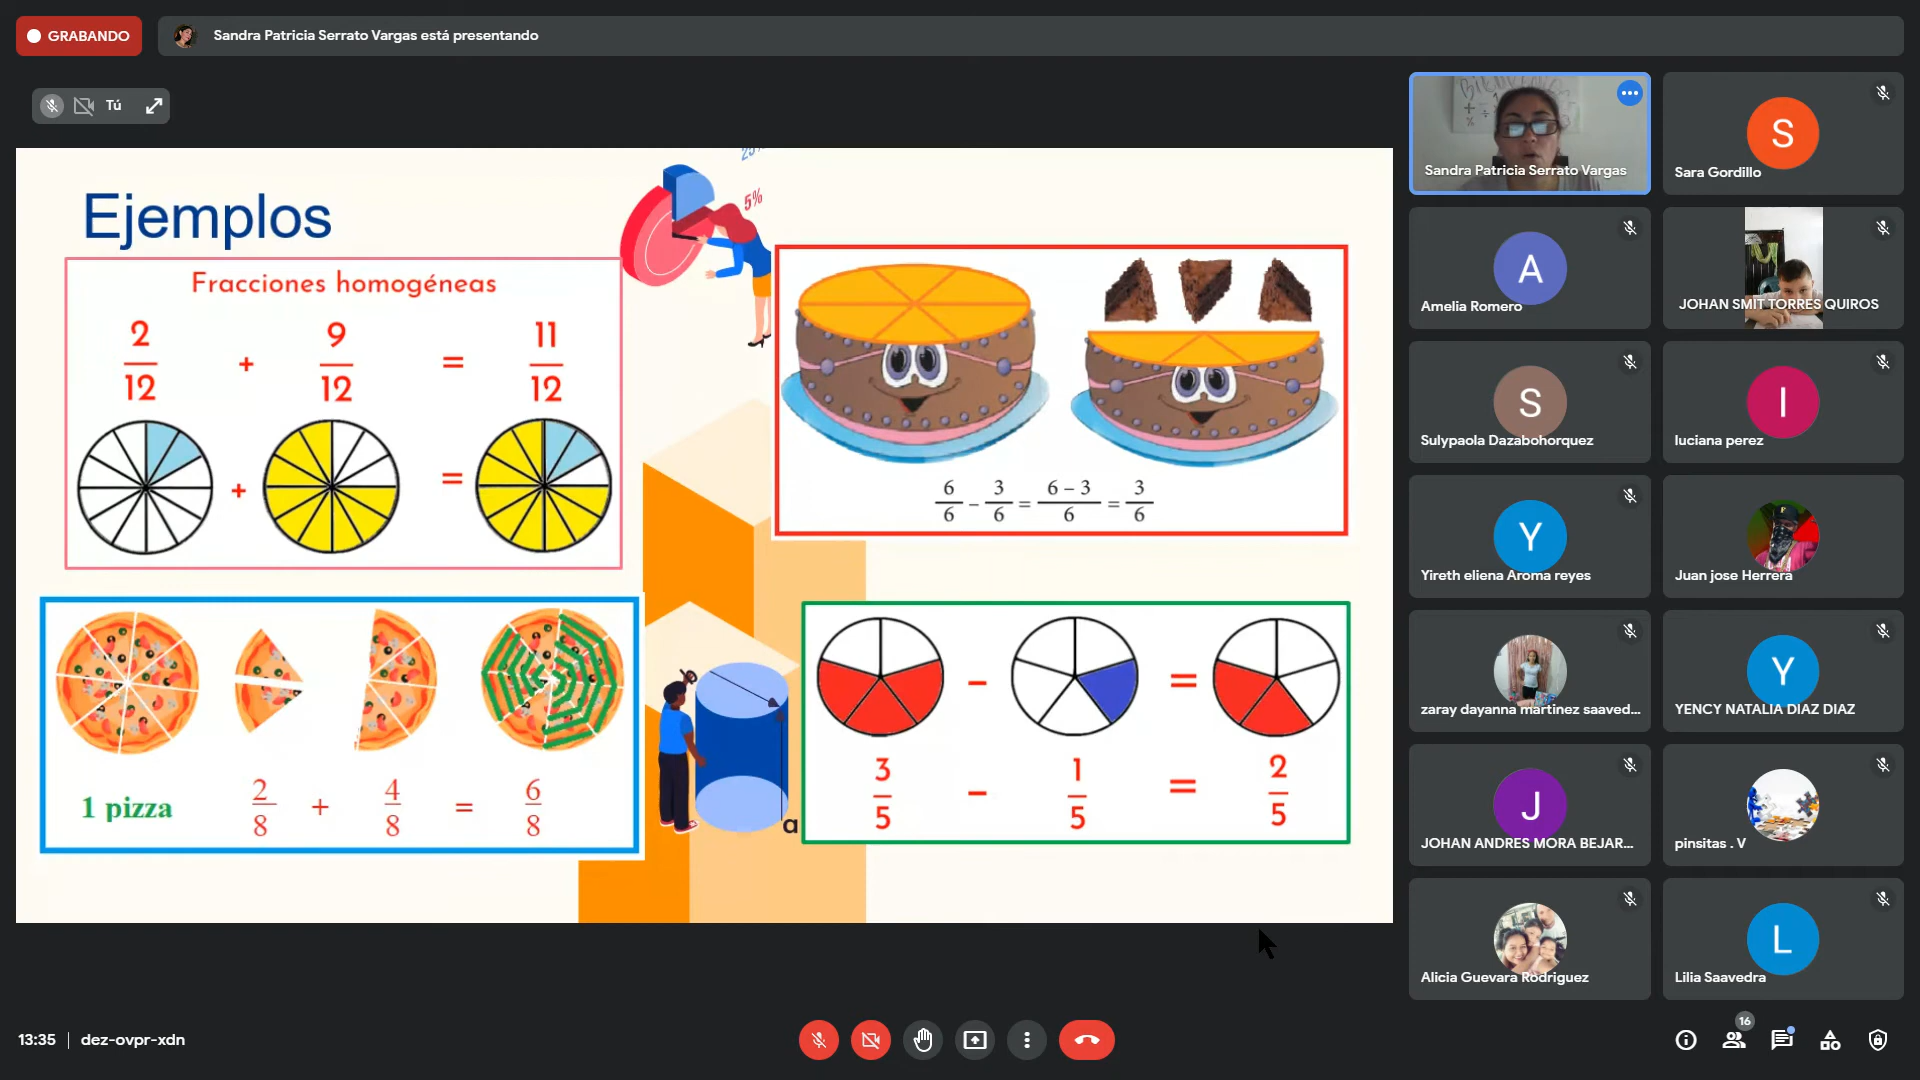 GRABANDO
Sandra Patricia Serrato Vargas está presentando
Tú
Ejemplos
Fracciones homogéneas
2/12 + 9/12 = 11/12
+ =
5%
6/6 - 3/6 = 6 - 3/6 = 3/6
1 pizza 2/8 + 4/8 = 6/8
a
- =
3/5 - 1/5 = 2/5
Sandra Patricia Serrato Vargas
S
Sara Gordillo
A
Amelia Romero
JOHAN SMIT TORRES QUIROS
S
Sulypaola Dazabohorquez
I
luciana perez
Y
Yireth eliena Aroma reyes
Juan jose Herrera
zaray dayanna martinez saaved...
Y
YENCY NATALIA DIAZ DIAZ
J
JOHAN ANDRES MORA BEJAR...
pinsitas . V
Alicia Guevara Rodriguez
L
Lilia Saavedra
13:35 | dez-ovpr-xdn
16